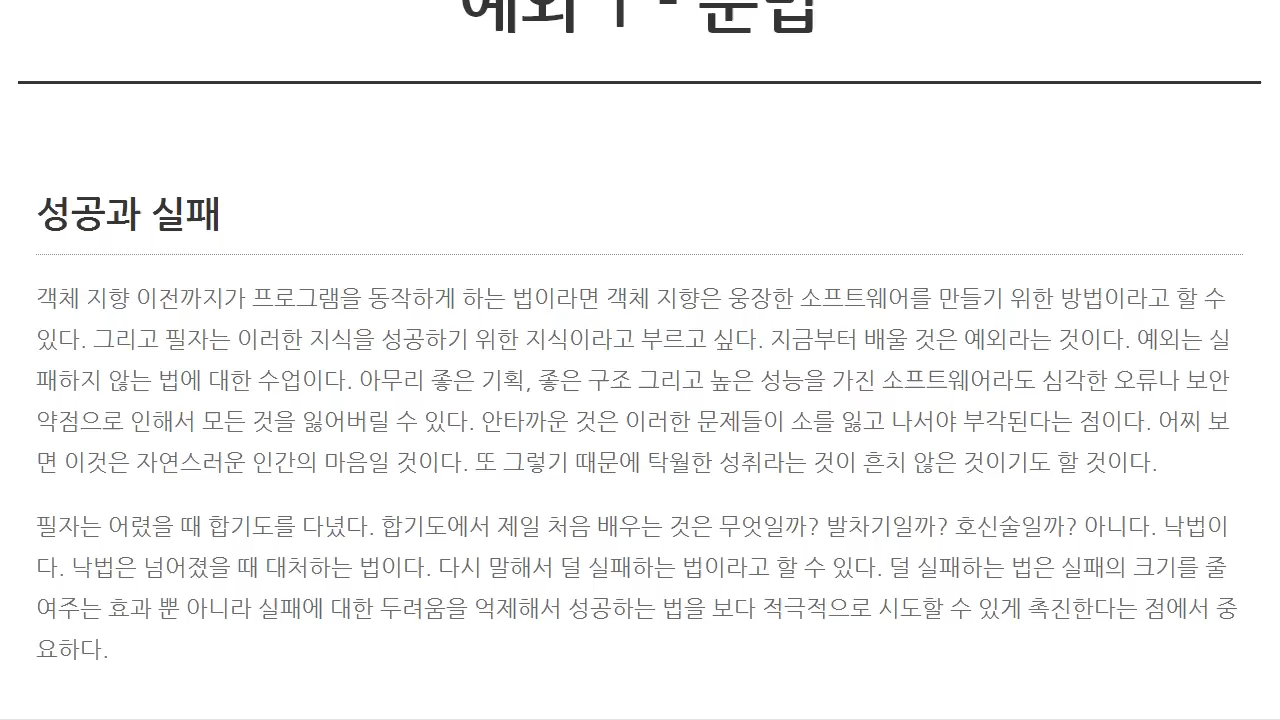 예외 1 - 문법
성공과 실패
객체 지향 이전까지가 프로그램을 동작하게 하는 법이라면 객체 지향은 웅장한 소프트웨어를 만들기 위한 방법이라고 할 수
있다. 그리고 필자는 이러한 지식을 성공하기 위한 지식이라고 부르고 싶다. 지금부터 배울 것은 예외라는 것이다. 예외는 실
패하지 않는 법에 대한 수업이다. 아무리 좋은 기획, 좋은 구조 그리고 높은 성능을 가진 소프트웨어라도 심각한 오류나 보안
약점으로 인해서 모든 것을 잃어버릴 수 있다. 안타까운 것은 이러한 문제들이 소를 잃고 나서야 부각된다는 점이다. 어찌 보
면 이것은 자연스러운 인간의 마음일 것이다. 또 그렇기 때문에 탁월한 성취라는 것이 흔치 않은 것이기도 할 것이다.
필자는 어렸을 때 합기도를 다녔다. 합기도에서 제일 처음 배우는 것은 무엇일까? 발차기일까? 호신술일까? 아니다. 낙법이
다. 낙법은 넘어졌을 때 대처하는 법이다. 다시 말해서 덜 실패하는 법이라고 할 수 있다. 덜 실패하는 법은 실패의 크기를 줄
여주는 효과 뿐 아니라 실패에 대한 두려움을 억제해서 성공하는 법을 보다 적극적으로 시도할 수 있게 촉진한다는 점에서 중
요하다.